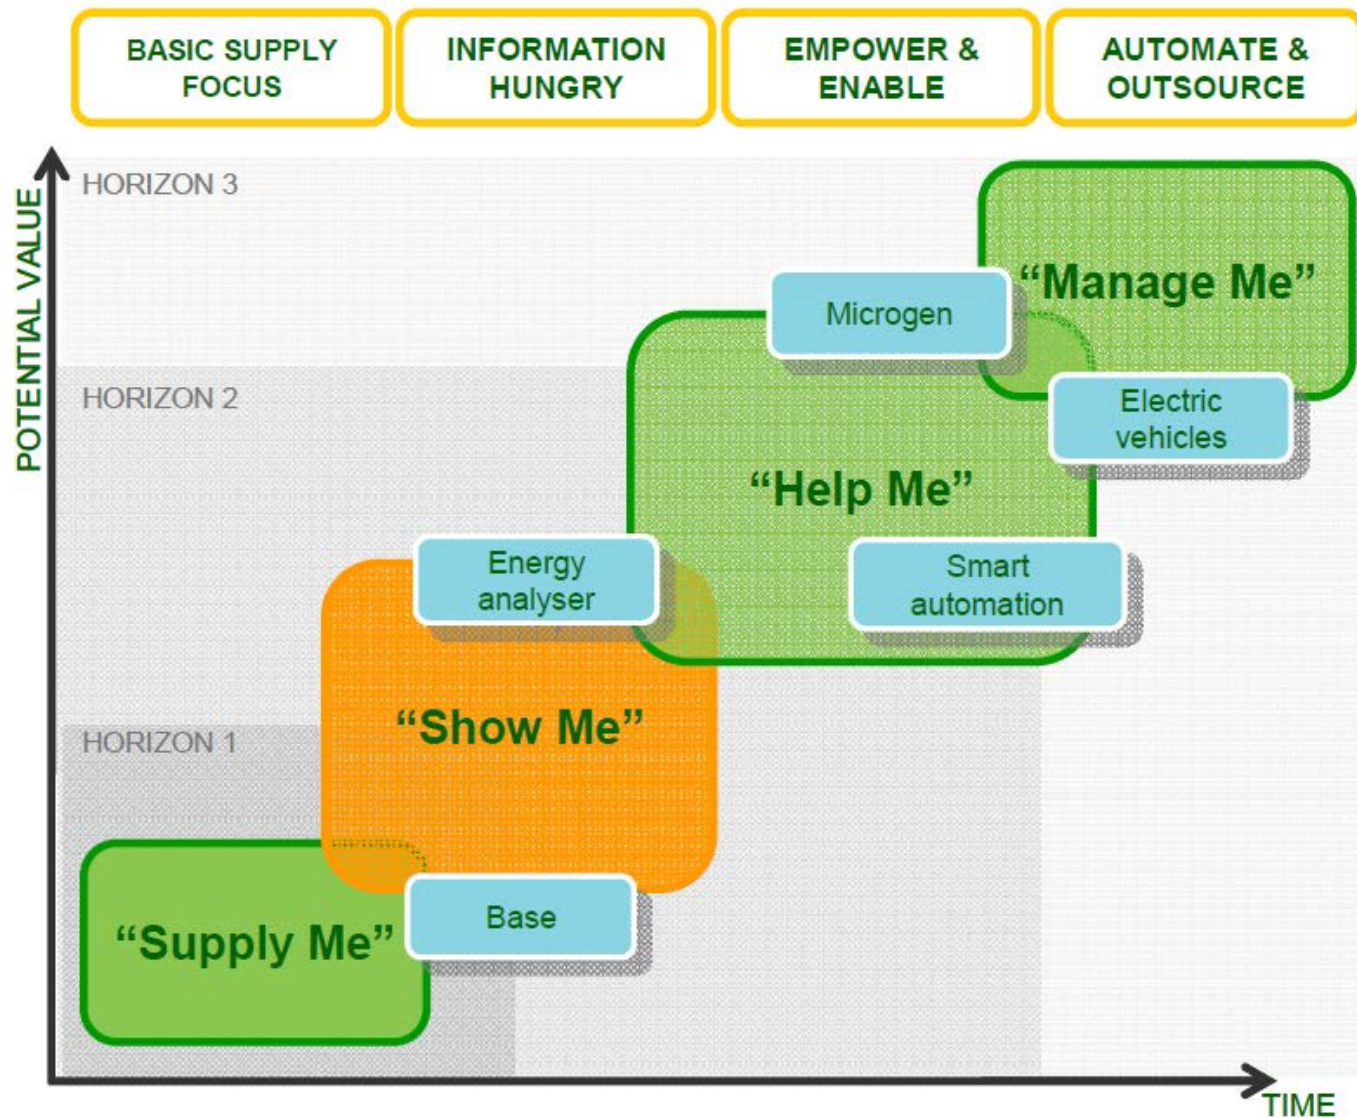 BASIC SUPPLY
FOCUS
INFORMATION
HUNGRY
EMPOWER &
ENABLE
AUTOMATE &
OUTSOURCE
POTENTIAL VALUE
HORIZON 3
“Manage Me”
Microgen
HORIZON 2
Electric
vehicles
“Help Me”
Energy
analyser
Smart
automation
“Show Me”
HORIZON 1
Base
“Supply Me”
TIME